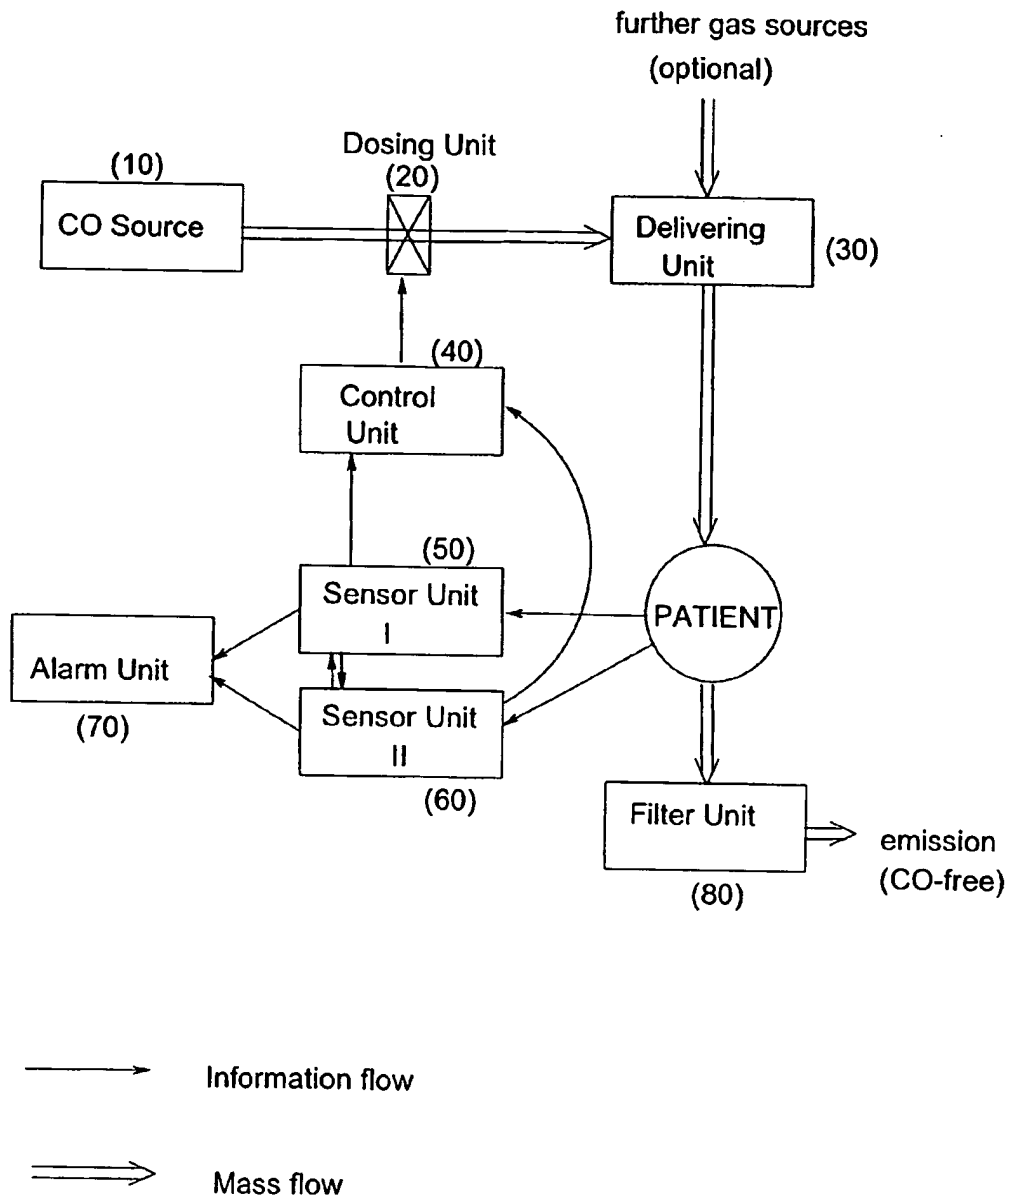 further gas sources
(optional)
Dosing Unit
(20)
(10)
CO Source
Delivering
Unit
(30)
(40)
Control
Unit
(50)
Sensor Unit
I
PATIENT
Alarm Unit
(70)
Sensor Unit
II
(60)
Filter Unit
(80)
emission
(CO-free)
Information flow
Mass flow